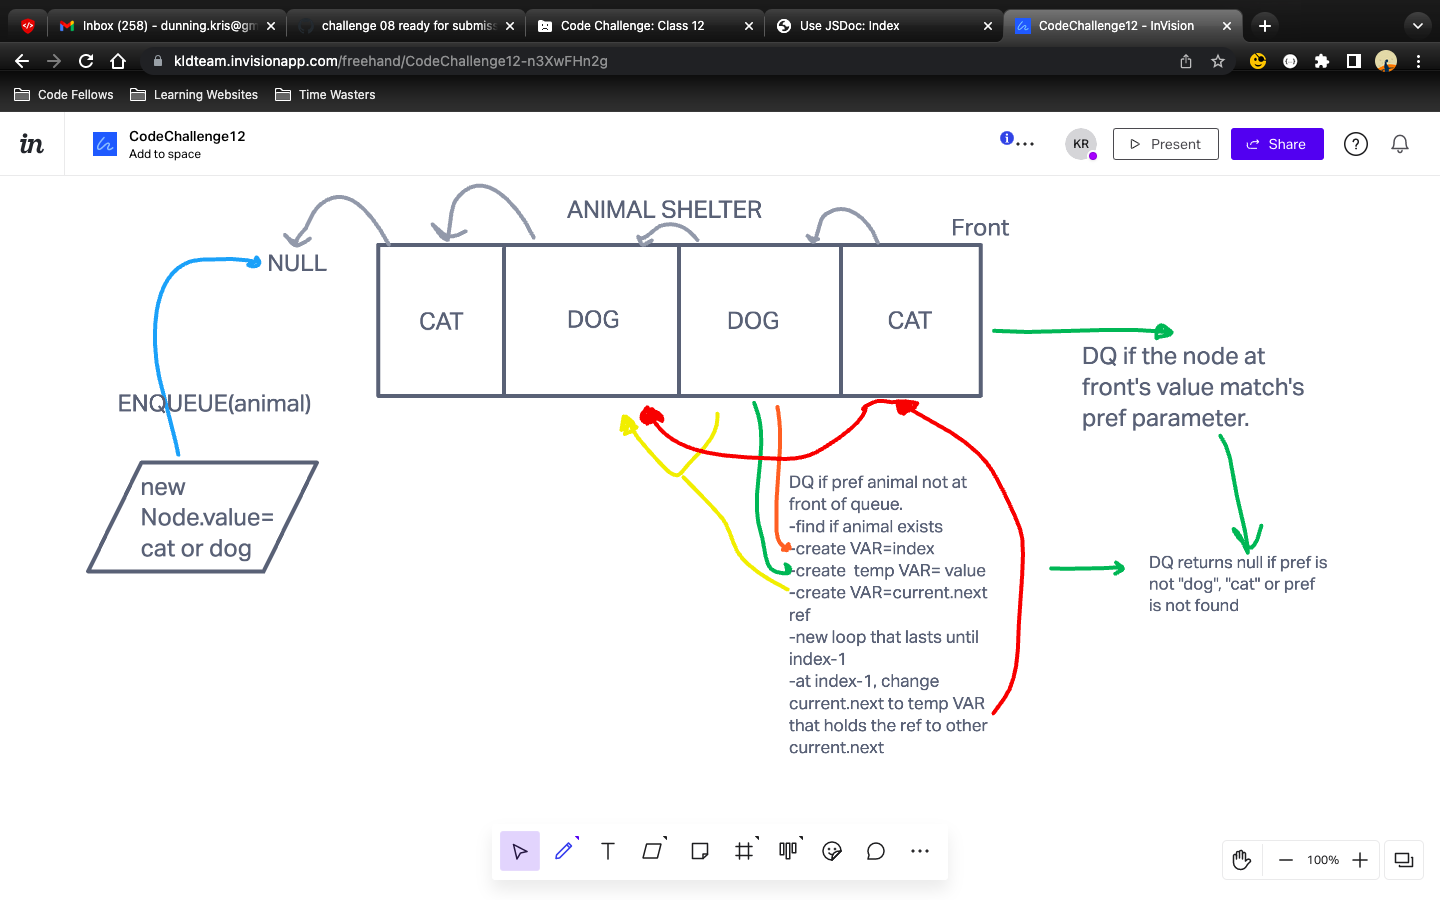 Inbox (258) - dunning.kris@gm
challenge 08 ready for submiss
Code Challenge: Class 12
Use JSDoc: Index
CodeChallenge12 - InVision
kldteam.invisionapp.com/freehand/CodeChallenge12-n3XwFHn2g
Code Fellows
Learning Websites
Time Wasters
in
CodeChallenge12
Add to space
KR
Present
Share
ANIMAL SHELTER
Front
NULL
CAT
DOG
DOG
CAT
DQ if the node at
front's value match's
pref parameter.
ENQUEUE(animal)
new
Node.value=
cat or dog
DQ if pref animal not at
front of queue.
-find if animal exists
-create VAR=index
-create temp VAR= value
-create VAR=current.next
ref
-new loop that lasts until
index-1
-at index-1, change
current.next to temp VAR
that holds the ref to other
current.next
DQ returns null if pref is
not "dog", "cat" or pref
is not found
100%